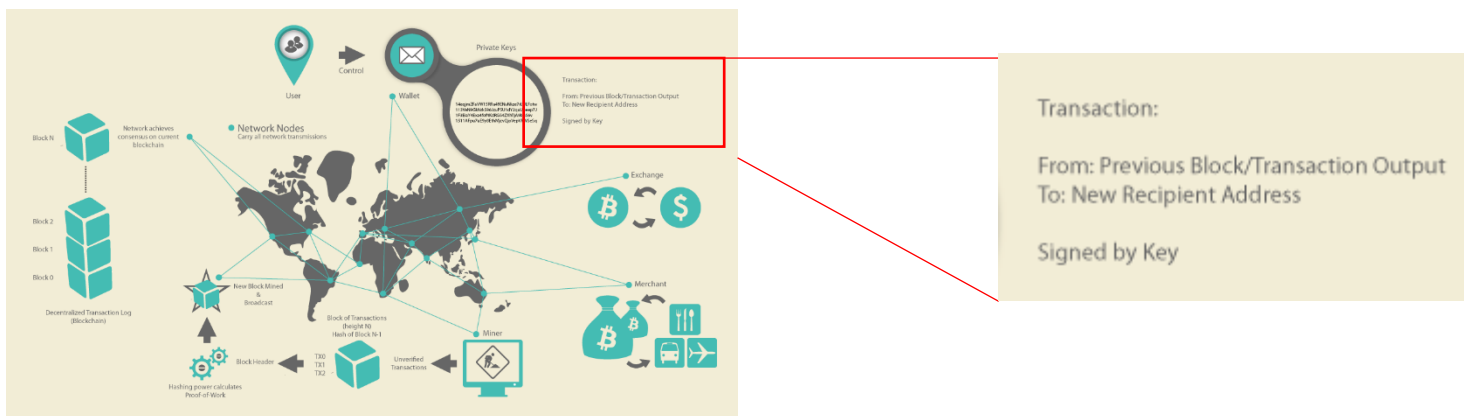 Private Keys
Control
User
Wallet
Transaction:
From: Previous Block/Transaction Output
To: New Recipient Address
Signed by Key
Block N
Network achieves
consensus on current
blockchain
Network Nodes
Carry all network transmissions
Exchange
Block 2
Block 1
Block 0
Decentralized Transaction Log
(Blockchain)
New Block Mined
&
Broadcast
Merchant
Block of Transactions
(height N)
Hash of Block N-1
Miner
TX0
TX1
TX2
Unverified
Transactions
Block Header
Hashing power calculates
Proof-of-Work
Transaction:
From: Previous Block/Transaction Output
To: New Recipient Address
Signed by Key